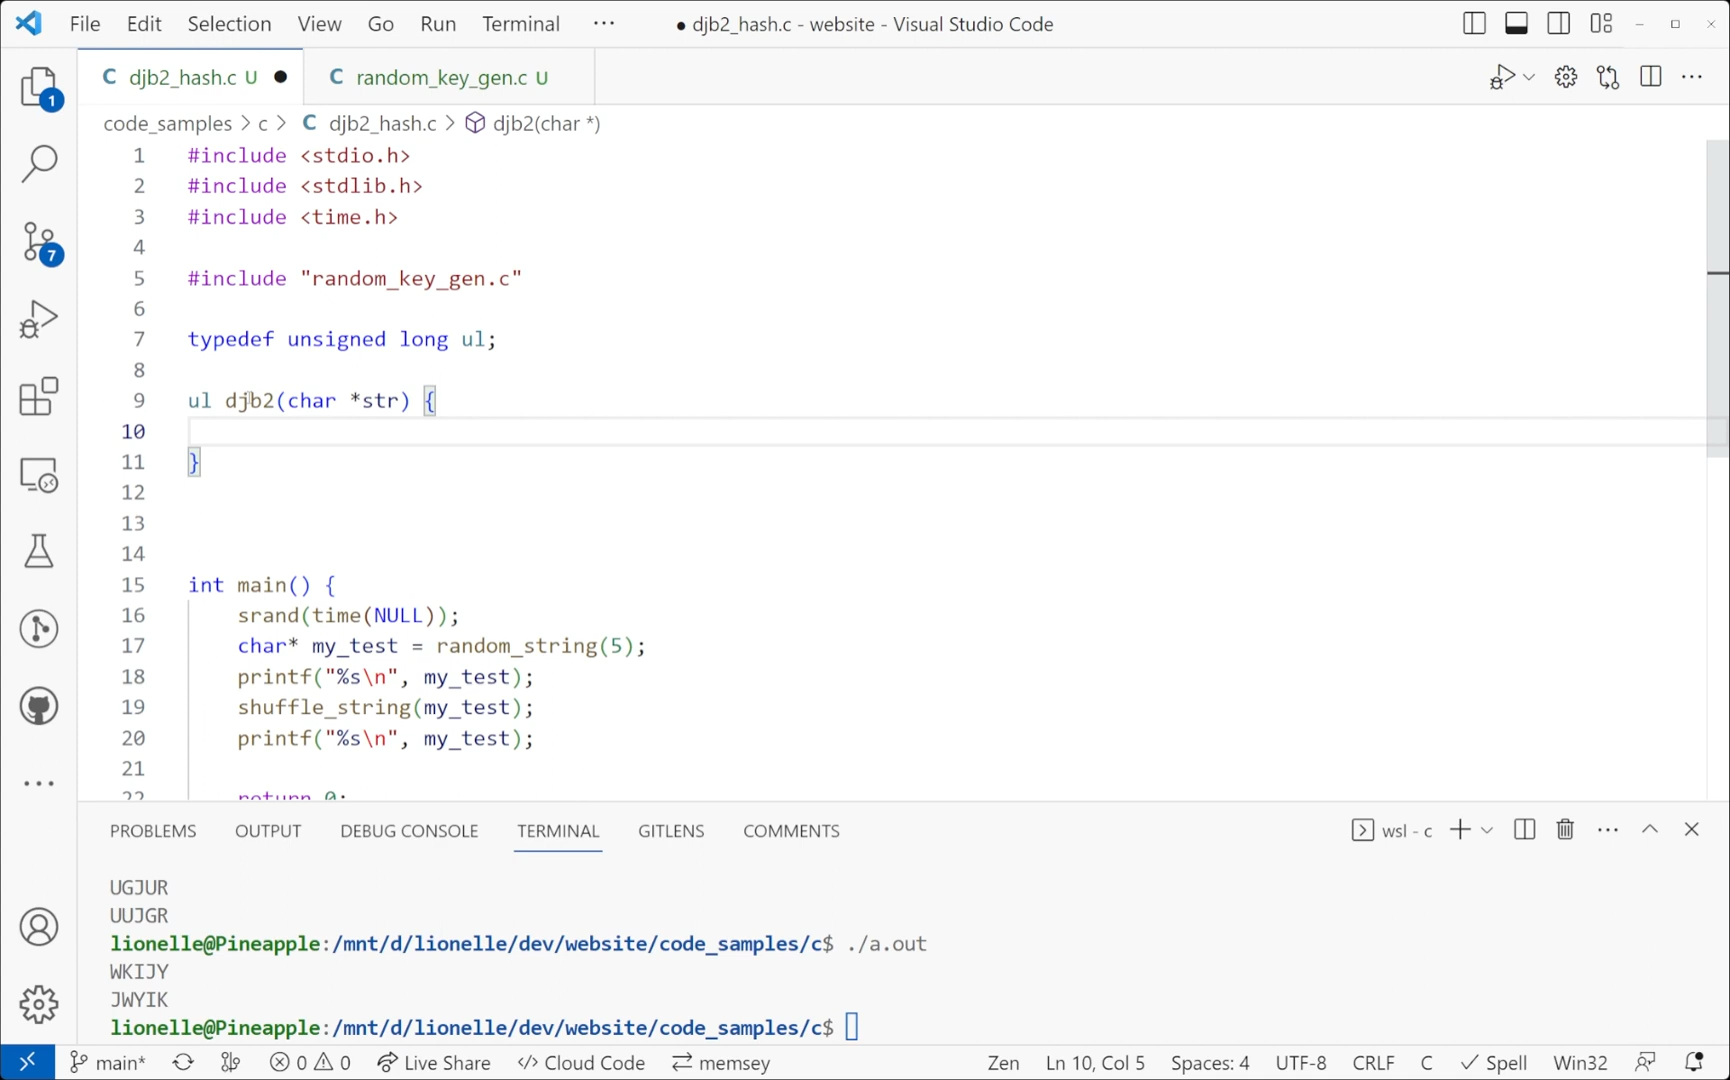 File Edit Selection View Go Run Terminal ··· ● djb2_hash.c - website - Visual Studio Code
C djb2_hash.c U ● C random_key_gen.c U
code_samples > c > C djb2_hash.c > djb2(char *)
1 #include <stdio.h>
2 #include <stdlib.h>
3 #include <time.h>
4
5 #include "random_key_gen.c"
6
7 typedef unsigned long ul;
8
9 ul djb2(char *str) {
10
11 }
12
13
14
15 int main() {
16 srand(time(NULL));
17 char* my_test = random_string(5);
18 printf("%s\n", my_test);
19 shuffle_string(my_test);
20 printf("%s\n", my_test);
21
22 return 0;
1
7
PROBLEMS OUTPUT DEBUG CONSOLE TERMINAL GITLENS COMMENTS wsl - c
UGJUR
UUJGR
lionelle@Pineapple:/mnt/d/lionelle/dev/website/code_samples/c$ ./a.out
WKIJY
JWYIK
lionelle@Pineapple:/mnt/d/lionelle/dev/website/code_samples/c$
main* 0 0 Live Share Cloud Code memsey Zen Ln 10, Col 5 Spaces: 4 UTF-8 CRLF C Spell Win32